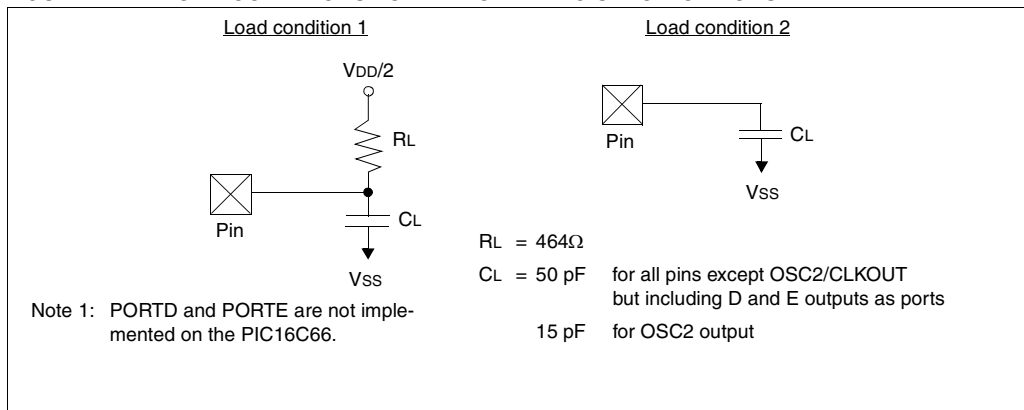 Load condition 1
VDD/2
RL
Pin
CL
VSS
Note 1: PORTD and PORTE are not imple-
mented on the PIC16C66.
Load condition 2
Pin
CL
VSS
RL = 464Ω
CL = 50 pF for all pins except OSC2/CLKOUT
but including D and E outputs as ports
15 pF for OSC2 output